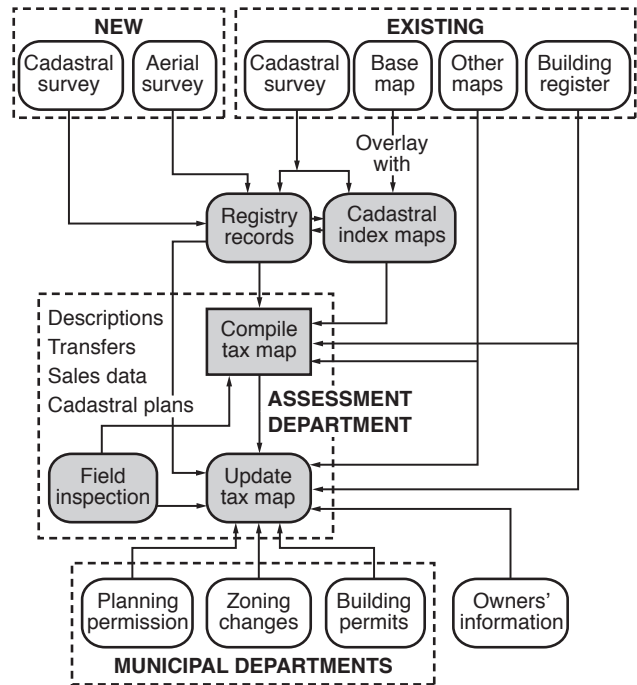 NEW
EXISTING
Cadastral
survey
Aerial
survey
Cadastral
survey
Base
map
Other
maps
Building
register
Overlay
with
Registry
records
Cadastral
index maps
Descriptions
Transfers
Sales data
Cadastral plans
Compile
tax map
ASSESSMENT
DEPARTMENT
Field
inspection
Update
tax map
Planning
permission
Zoning
changes
Building
permits
Owners'
information
MUNICIPAL DEPARTMENTS